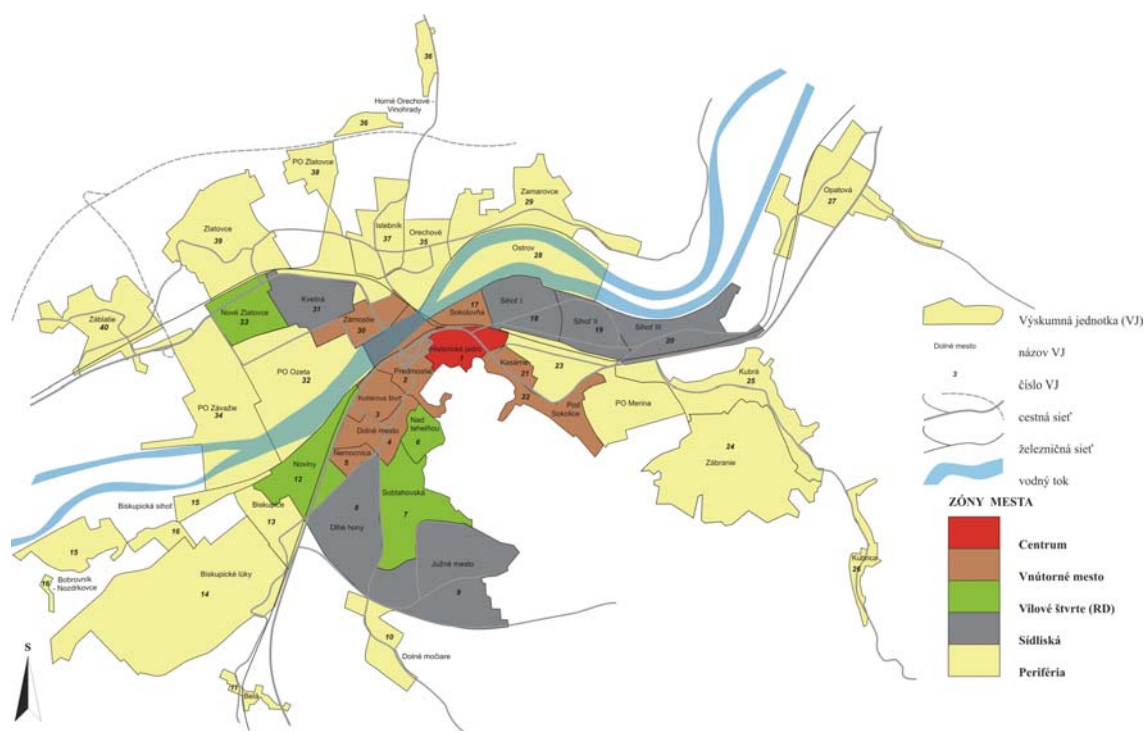 36
Horné Orechové -
Vinohrady
36
PO Zlatovce
38
Zamarovce
29
Opatová
27
Istebník
37
Orechové
35
Zlatovce
39
Ostrov
28
Kvetná
31
Sihoť I
18
17
Sokolovňa
Nové Zlatovce
33
Zámostie
30
Sihoť II
19
Sihoť III
20
Záblatie
40
Historické jadro
1
Kasárne
21
23
Predmostie
2
PO Ozeta
32
22
Pod
Sokolice
Kubrá
25
PO Merina
PO Závažie
34
3
Nad
tehelňou
6
Dolné mesto
4
24
Zábranie
Nemocnica
5
Noviny
12
Soblahovská
7
8
Dlhé hony
Biskupická sihoť
15
Biskupice
13
16
15
Južné mesto
9
Kubrica
26
16
Bobrovník
- Nozdrkovce
Biskupické lúky
14
10
Dolné močiare
11
Belá
S
Výskumná jednotka (VJ)
Dolné mesto
názov VJ
3
číslo VJ
cestná sieť
železničná sieť
vodný tok
ZÓNY MESTA
Centrum
Vnútorné mesto
Vilové štvrte (RD)
Sídliská
Periféria